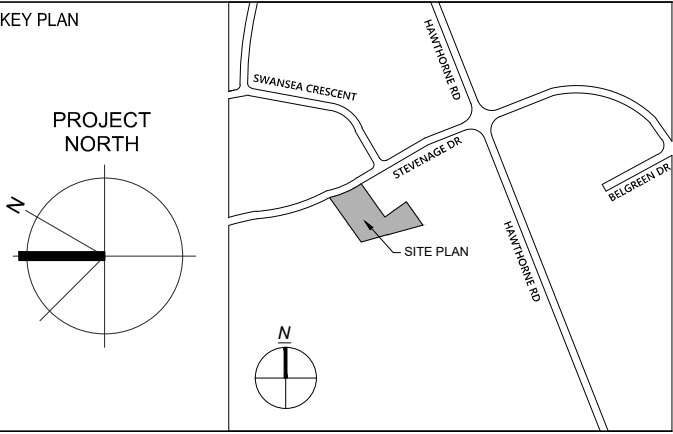 KEY PLAN
PROJECT
NORTH
N
SWANSEA CRESCENT
HAWTHORNE RD
STEVENAGE DR
BELGREEN DR
SITE PLAN
HAWTHORNE RD
N